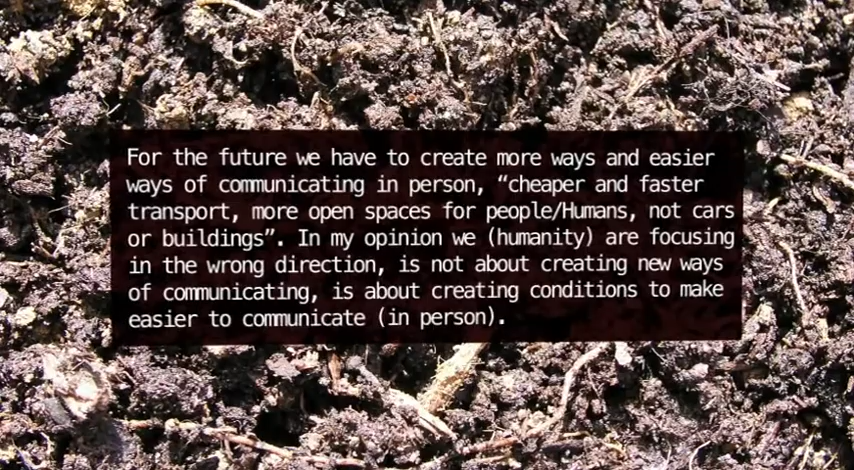 For the future we have to create more ways and easier
ways of communicating in person, “cheaper and faster
transport, more open spaces for people/Humans, not cars
or buildings”. In my opinion we (humanity) are focusing
in the wrong direction, is not about creating new ways
of communicating, is about creating conditions to make
easier to communicate (in person).